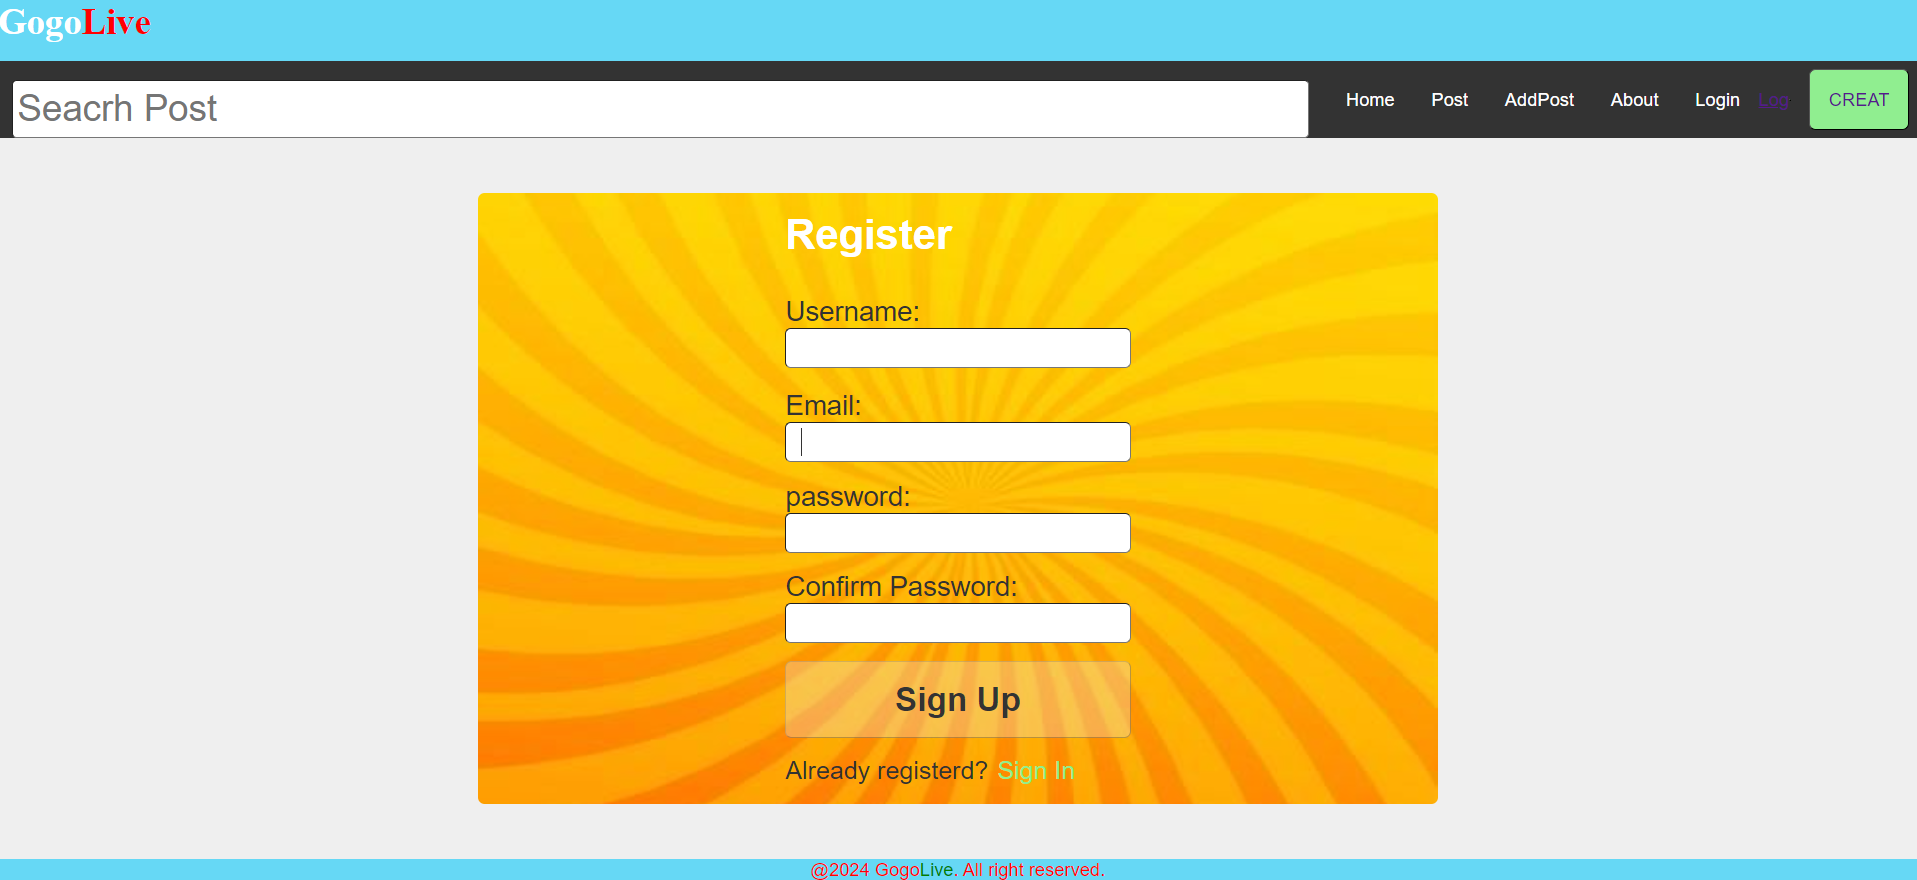 GogoLive
Seacrh Post
Home Post AddPost About Login Log CREAT
Register
Username:
Email:
password:
Confirm Password:
Sign Up
Already registerd? Sign In
@2024 GogoLive. All right reserved.